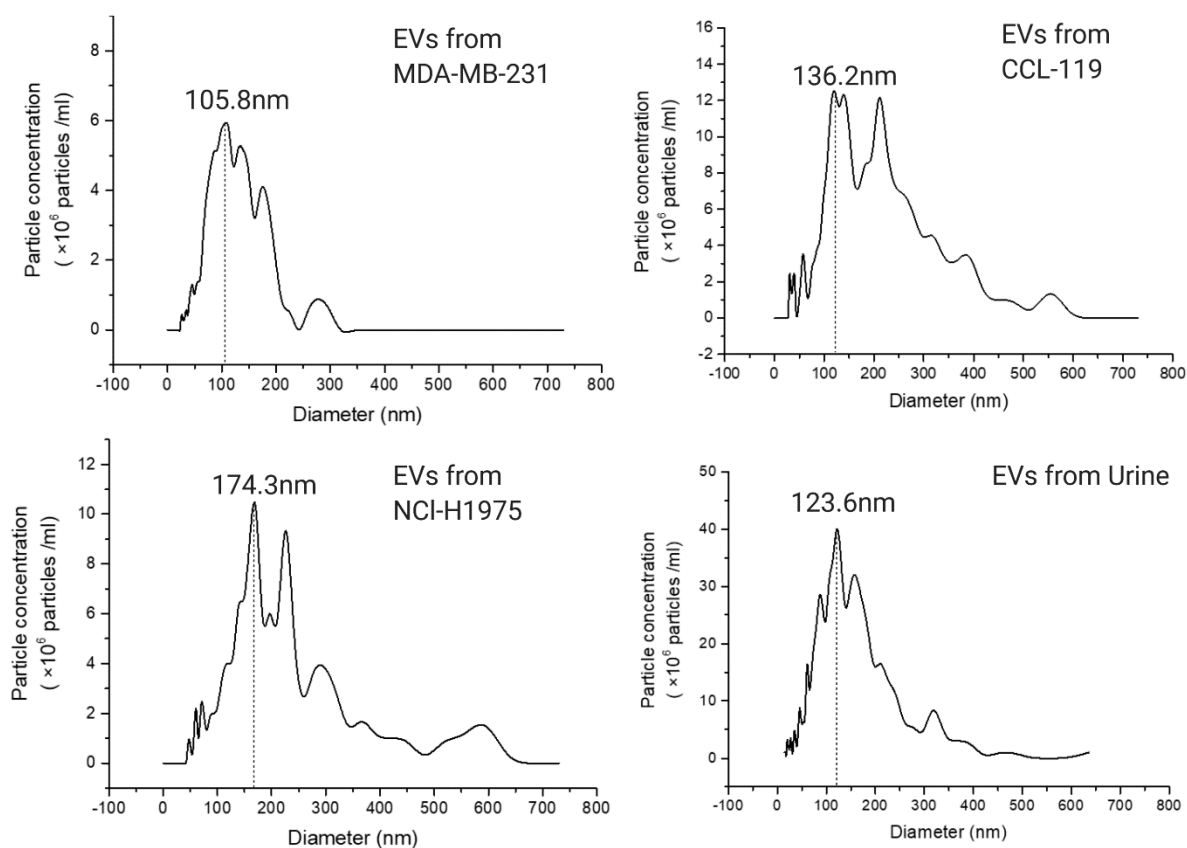 EVs from
MDA-MB-231
105.8nm
Particle concentration
( ×10⁶ particles /ml)
8
6
4
2
0
-100 0 100 200 300 400 500 600 700 800
Diameter (nm)
EVs from
CCL-119
136.2nm
Particle concentration
( ×10⁶ particles /ml)
16
14
12
10
8
6
4
2
0
-2
-100 0 100 200 300 400 500 600 700 800
Diameter (nm)
EVs from
NCI-H1975
174.3nm
Particle concentration
( ×10⁶ particles /ml)
12
10
8
6
4
2
0
-100 0 100 200 300 400 500 600 700 800
Diameter (nm)
EVs from Urine
123.6nm
Particle concentration
( ×10⁶ particles /ml)
50
40
30
20
10
0
-100 0 100 200 300 400 500 600 700 800
Diameter (nm)